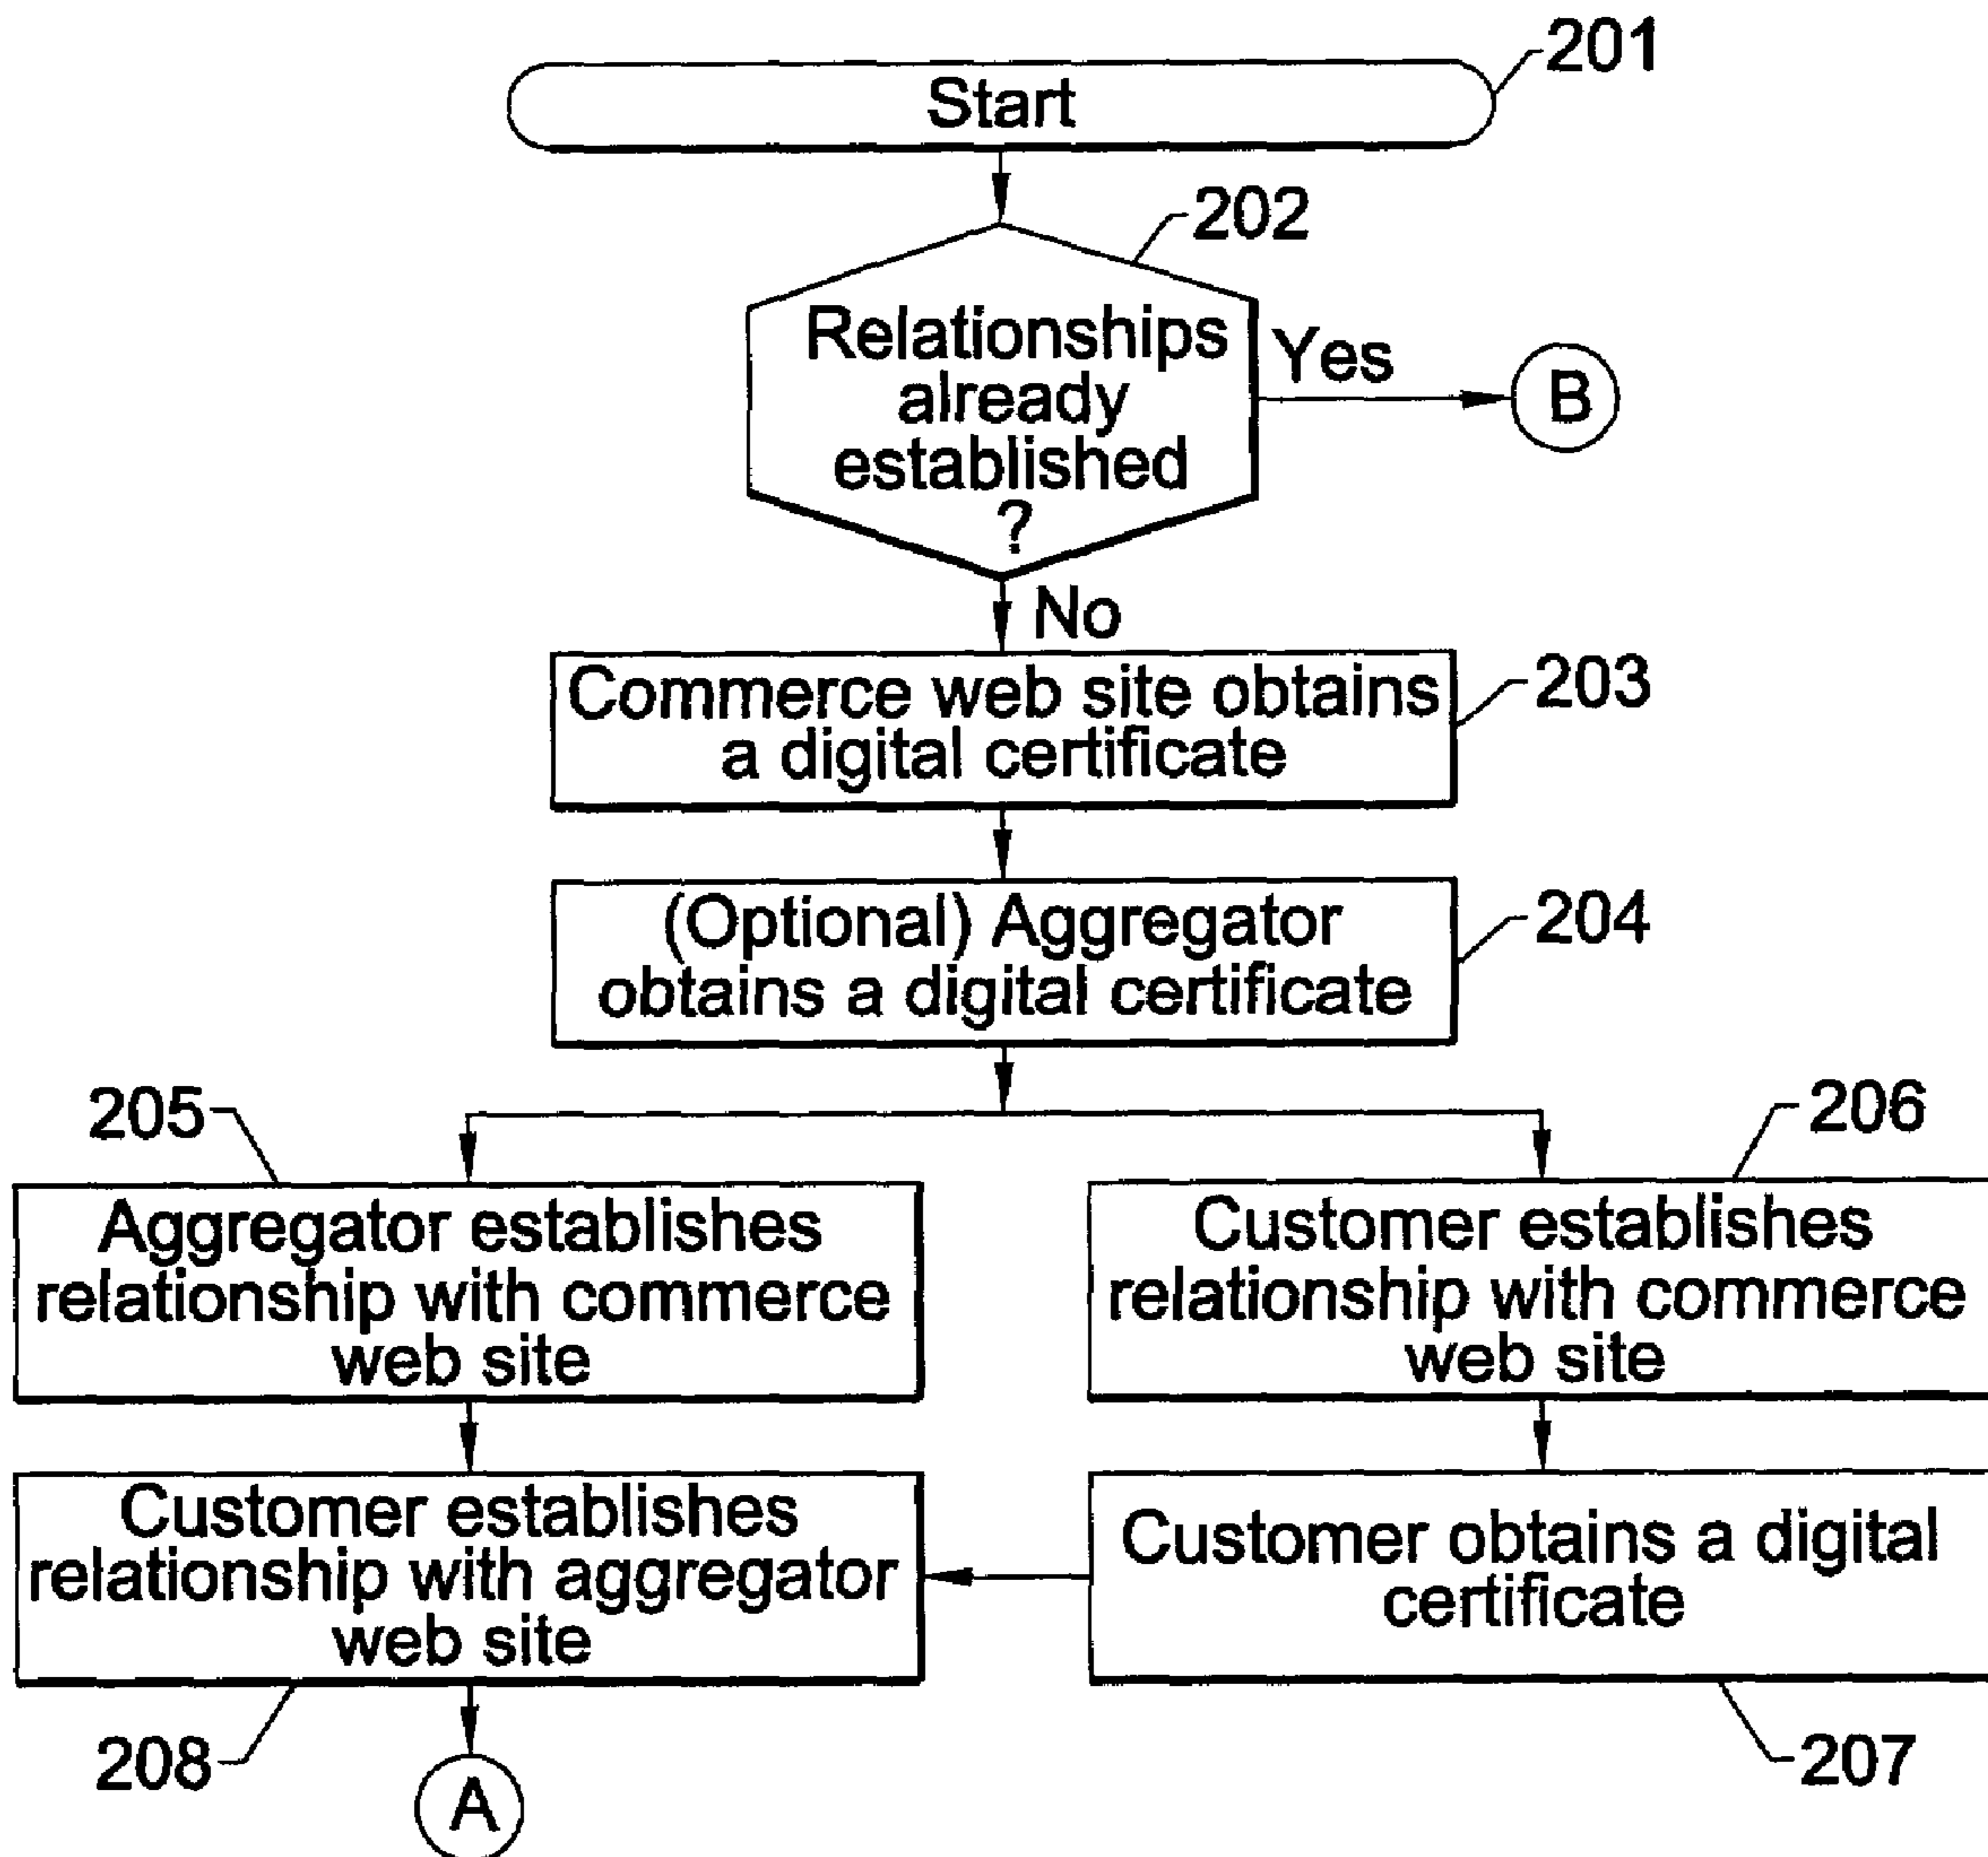 201
Start
202
Relationships
already
established
?
Yes
B
No
Commerce web site obtains
a digital certificate
203
(Optional) Aggregator
obtains a digital certificate
204
205
206
Aggregator establishes
relationship with commerce
web site
Customer establishes
relationship with commerce
web site
Customer establishes
relationship with aggregator
web site
Customer obtains a digital
certificate
208
207
A